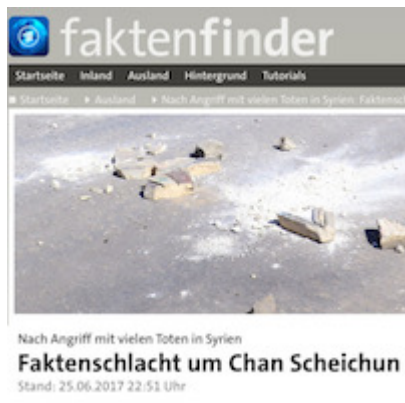 faktenfinder
Startseite Inland Ausland Hintergrund Tutorials
Startseite Ausland Nach Angriff mit vielen Toten in Syrien: Faktensc
Nach Angriff mit vielen Toten in Syrien
Faktenschlacht um Chan Scheichun
Stand: 25.06.2017 22:51 Uhr